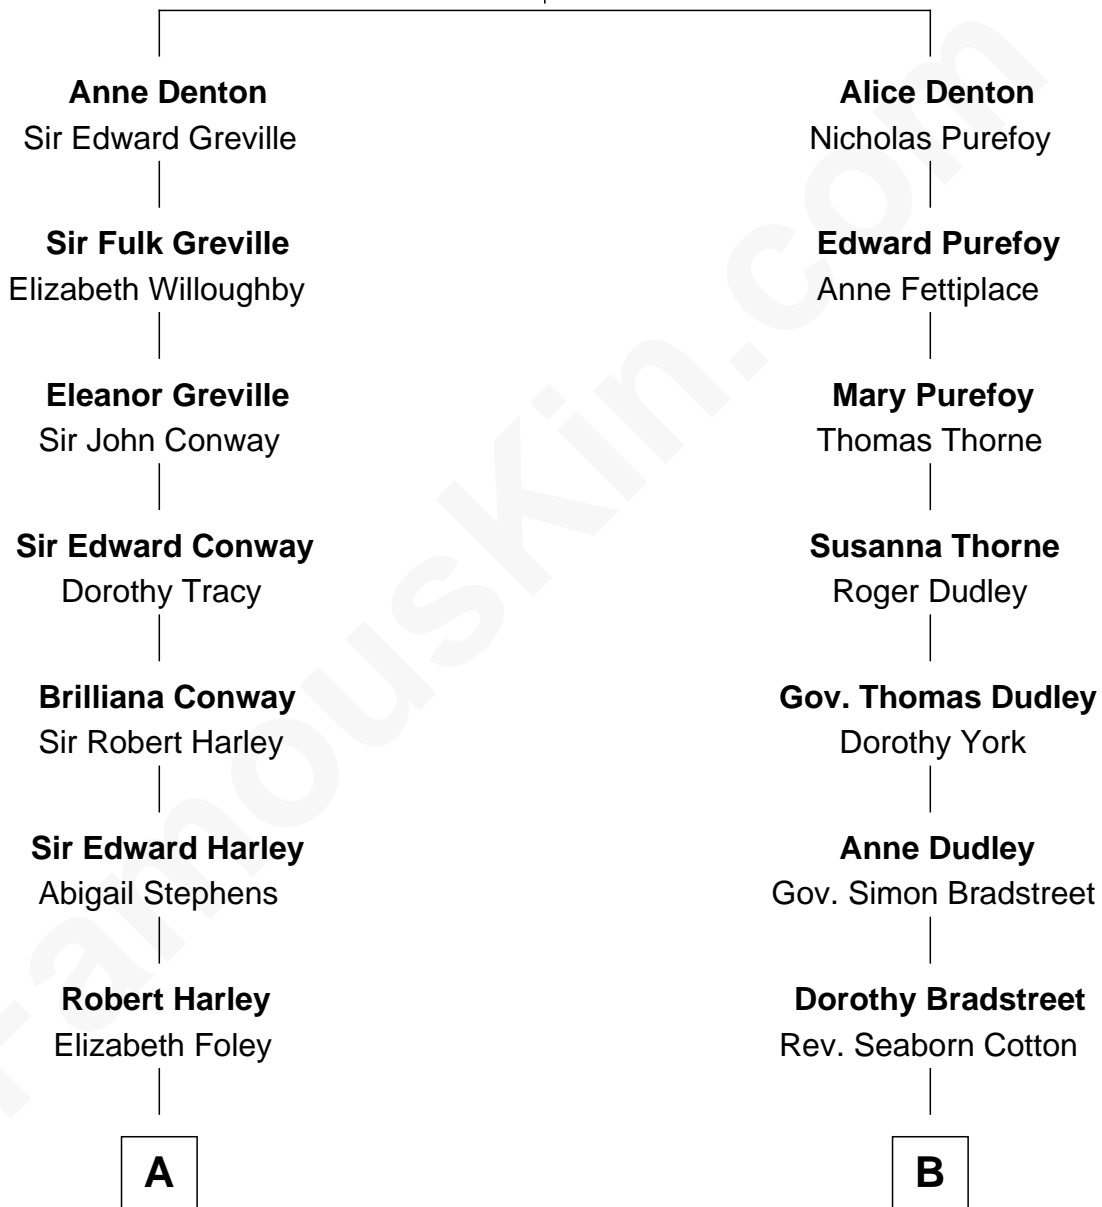 Anne Denton
Sir Edward Greville
Sir Fulk Greville
Elizabeth Willoughby
Eleanor Greville
Sir John Conway
Sir Edward Conway
Dorothy Tracy
Brilliana Conway
Sir Robert Harley
Sir Edward Harley
Abigail Stephens
Robert Harley
Elizabeth Foley
A
Alice Denton
Nicholas Purefoy
Edward Purefoy
Anne Fettiplace
Mary Purefoy
Thomas Thorne
Susanna Thorne
Roger Dudley
Gov. Thomas Dudley
Dorothy York
Anne Dudley
Gov. Simon Bradstreet
Dorothy Bradstreet
Rev. Seaborn Cotton
B
FamousKin.com